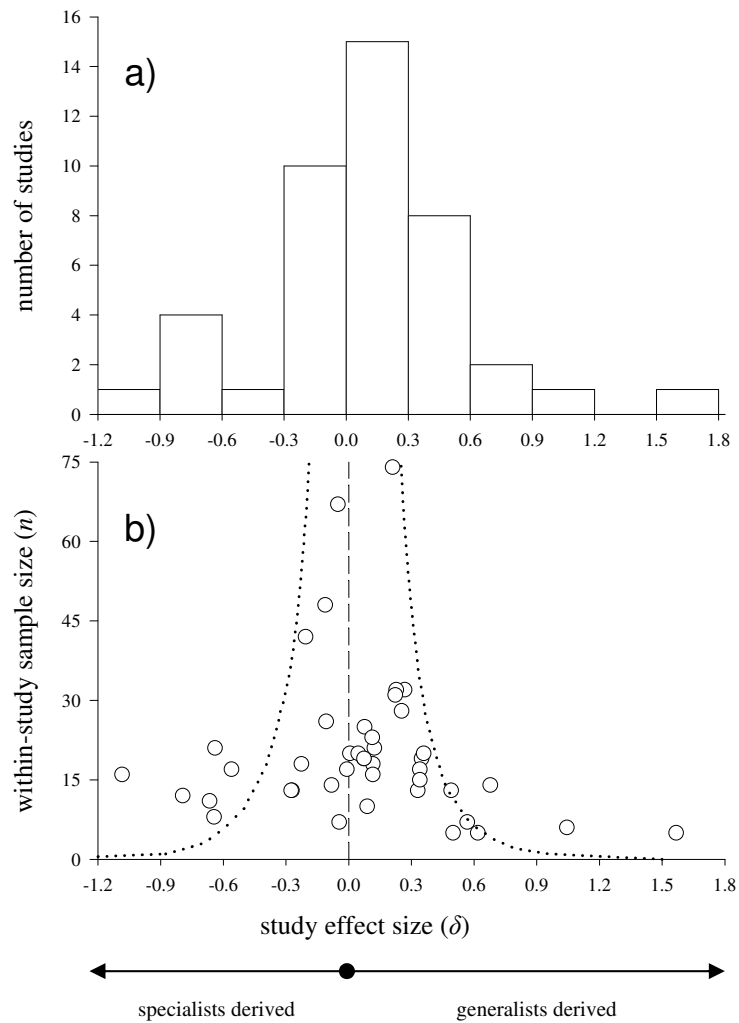 16
14
12
10
8
6
4
2
0
number of studies
a)
-1.2 -0.9 -0.6 -0.3 0.0 0.3 0.6 0.9 1.2 1.5 1.8
75
60
45
30
15
0
within-study sample size (n)
b)
-1.2 -0.9 -0.6 -0.3 0.0 0.3 0.6 0.9 1.2 1.5 1.8
study effect size (δ)
specialists derived generalists derived